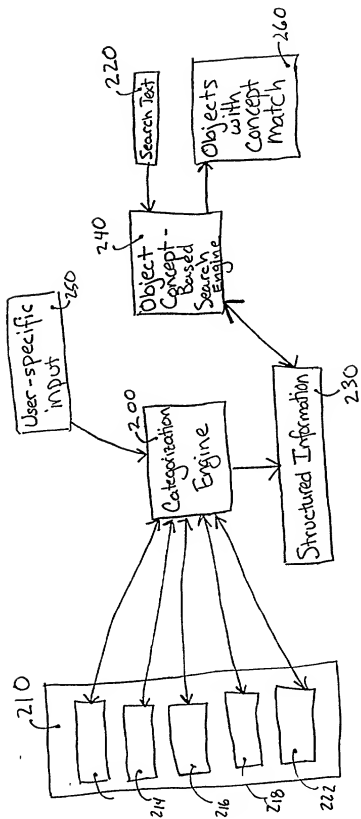 210
214
216
218
222
User-specific
input
250
200
Categorization
Engine
Structured Information
230
240
Object
Concept-
Based
Search
Engine
220
Search Text
260
Objects
with
Concept
Match